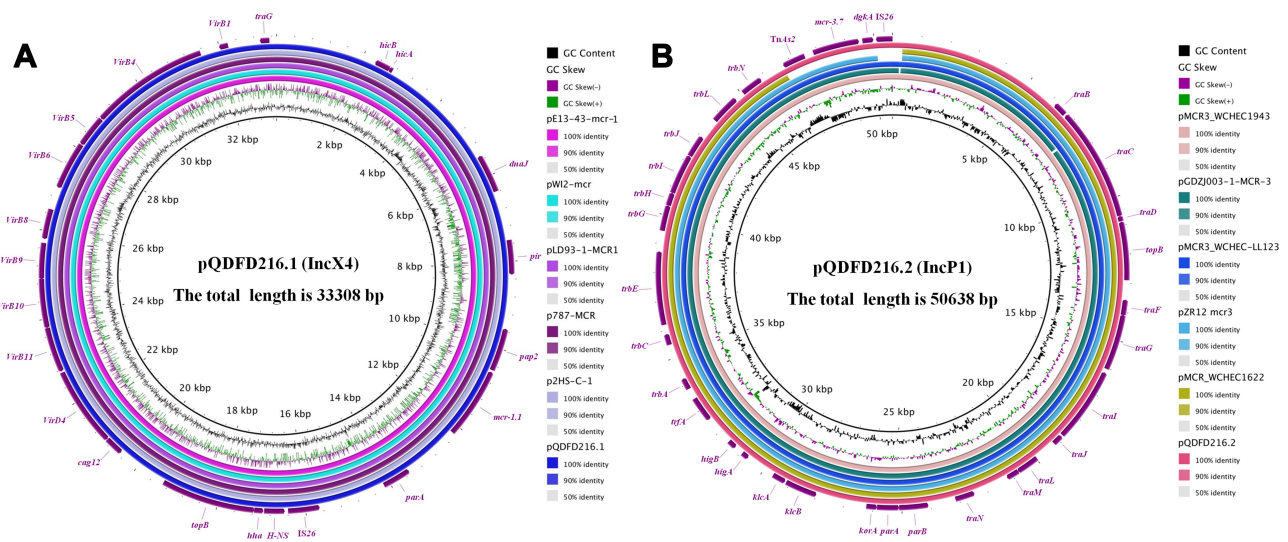 A
traG
VirB1
VirB4
VirB5
VirB6
VirB8
VirB9
VirB10
VirB11
VirD4
cag12
topB
hha
H-NS
IS26
parA
mcr-1.1
pap2
pir
dnaJ
hicA
hicB
2 kbp
4 kbp
6 kbp
8 kbp
10 kbp
12 kbp
14 kbp
16 kbp
18 kbp
20 kbp
22 kbp
24 kbp
26 kbp
28 kbp
30 kbp
32 kbp
pQDFD216.1 (IncX4)
The total length is 33308 bp
GC Content
GC Skew
GC Skew(-)
GC Skew(+)
pE13-43-mcr-1
100% identity
90% identity
50% identity
pWI2-mcr
100% identity
90% identity
50% identity
pLD93-1-MCR1
100% identity
90% identity
50% identity
p787-MCR
100% identity
90% identity
50% identity
p2HS-C-1
100% identity
90% identity
50% identity
pQDFD216.1
100% identity
90% identity
50% identity
B
TnAs2
mcr-3.7
dgkA
IS26
traB
traC
traD
topB
traF
traG
traI
traJ
traL
traM
traN
parB
parA
korA
klcB
klcA
higA
higB
trfA
trbA
trbC
trbE
trbG
trbH
trbI
trbJ
trbL
trbN
5 kbp
10 kbp
15 kbp
20 kbp
25 kbp
30 kbp
35 kbp
40 kbp
45 kbp
50 kbp
pQDFD216.2 (IncP1)
The total length is 50638 bp
GC Content
GC Skew
GC Skew(-)
GC Skew(+)
pMCR3_WCHEC1943
100% identity
90% identity
50% identity
pGDZJ003-1-MCR-3
100% identity
90% identity
50% identity
pMCR3_WCHEC-LL123
100% identity
90% identity
50% identity
pZR12 mcr3
100% identity
90% identity
50% identity
pMCR_WCHEC1622
100% identity
90% identity
50% identity
pQDFD216.2
100% identity
90% identity
50% identity